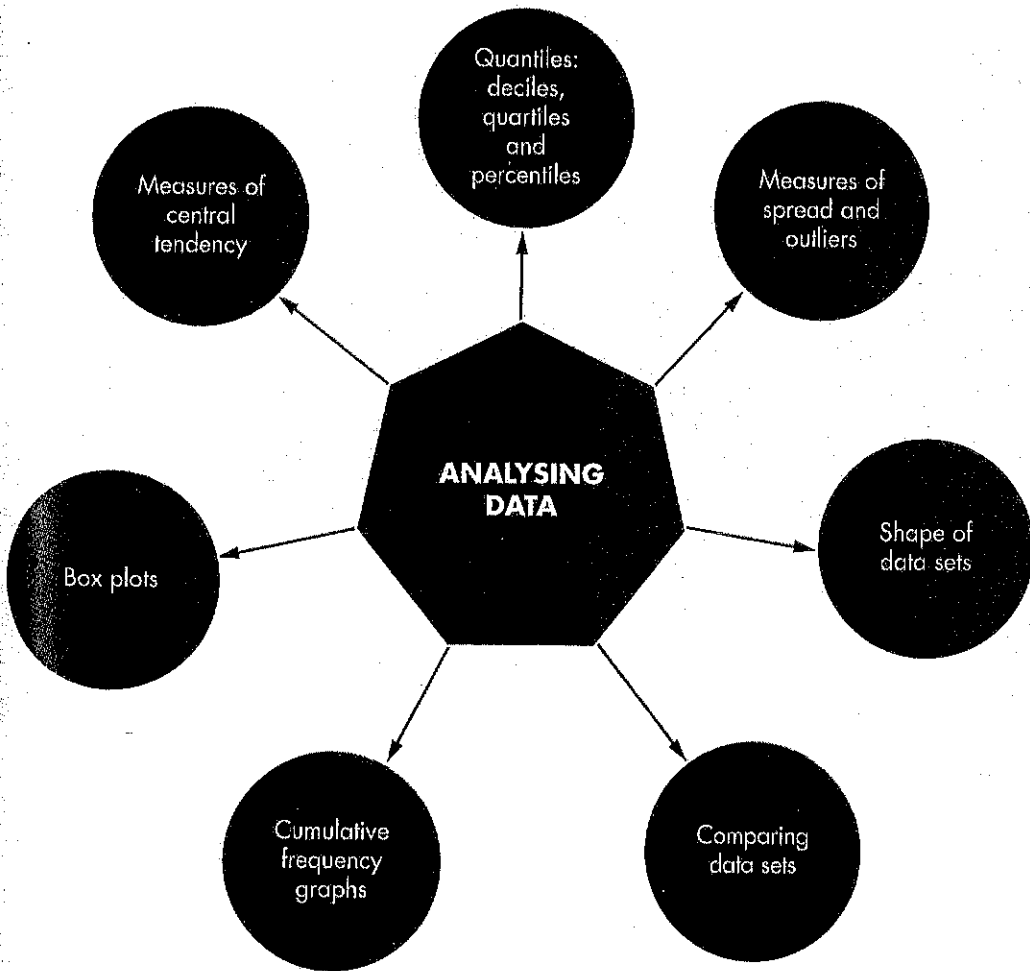 Quantiles:
deciles,
quartiles
and
percentiles
Measures of
central
tendency
Measures of
spread and
outliers
ANALYSING
DATA
Shape of
data sets
Box plots
Cumulative
frequency
graphs
Comparing
data sets